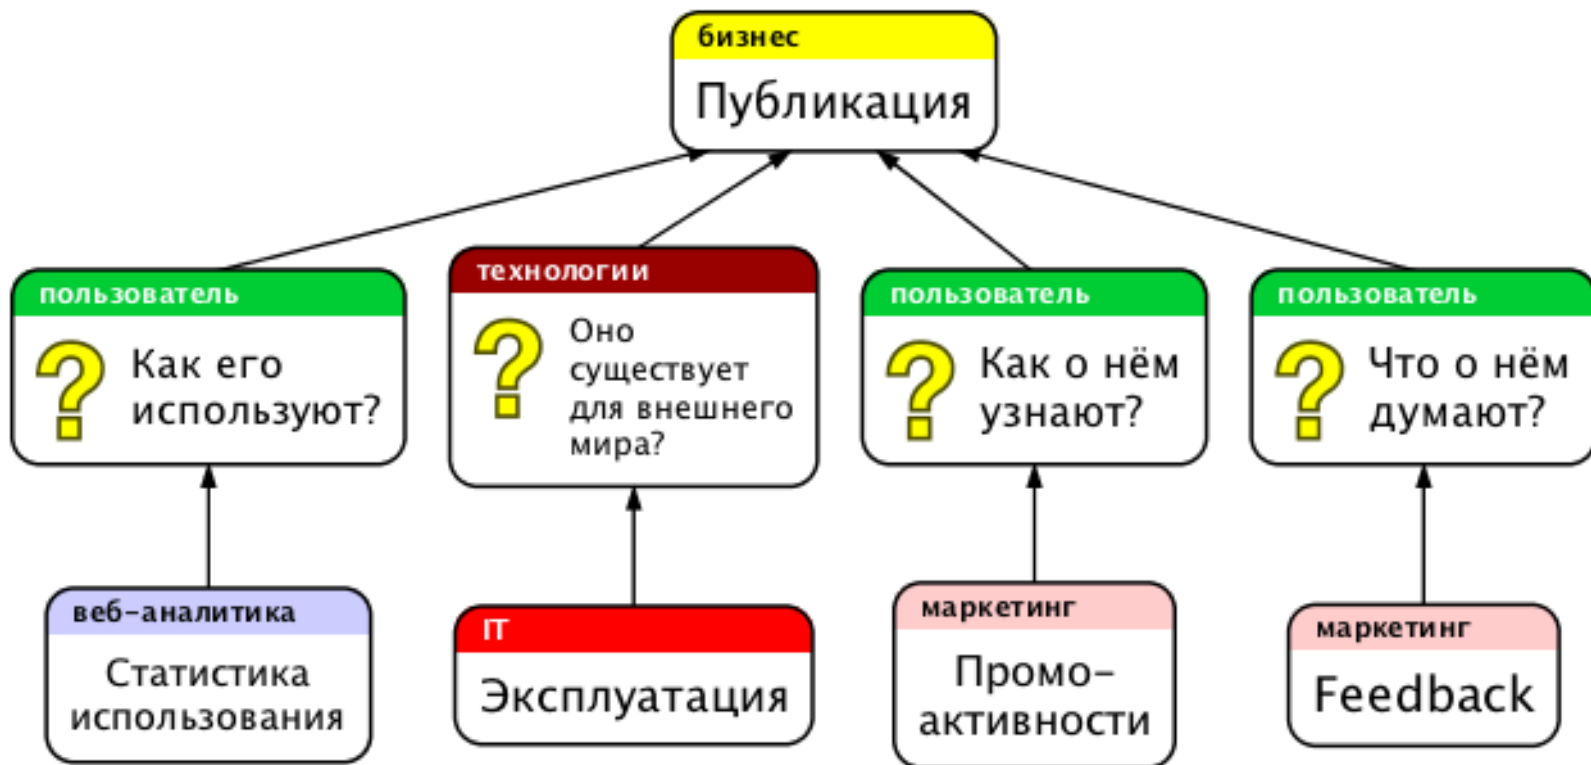 бизнес
Публикация
пользователь
Как его
используют?
технологии
Оно
существует
для внешнего
мира?
пользователь
Как о нём
узнают?
пользователь
Что о нём
думают?
веб-аналитика
Статистика
использования
IT
Эксплуатация
маркетинг
Промо-
активности
маркетинг
Feedback